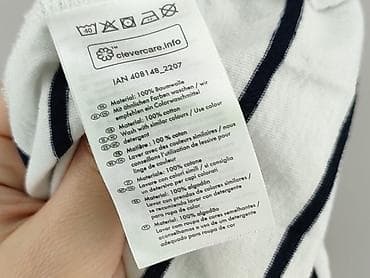 40
clevercare.info
IAN 408148_2207
Material: 100% Baumwolle
Mit ähnlichen Farben waschen / wir
empfehlen ein Colorwaschmittel
Material: 100% cotton
Wash with similar colours / Use colour
detergent
Matière: 100% coton
Laver avec des couleurs similaires / nous
conseillons l'utilisation de lessive pour
linge de couleur
Materiale: 100% cotone
Lavare con colori simili / si consiglia
un detersivo per capi colorati
Material: 100% algodón
Lavar con prendas de colores similares /
se recomienda lavar con detergente
para ropa de color
Material: 100% algodão
Lavar com roupa de cores semelhantes /
aconselhamos o uso de um detergente
adequado para roupa de cor